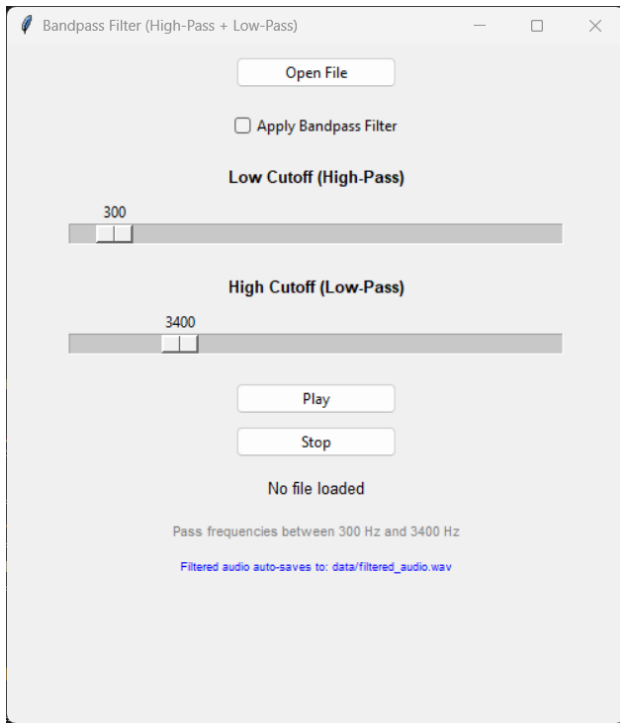 Bandpass Filter (High-Pass + Low-Pass)
Open File
Apply Bandpass Filter
Low Cutoff (High-Pass)
300
High Cutoff (Low-Pass)
3400
Play
Stop
No file loaded
Pass frequencies between 300 Hz and 3400 Hz
Filtered audio auto-saves to: data/filtered_audio.wav